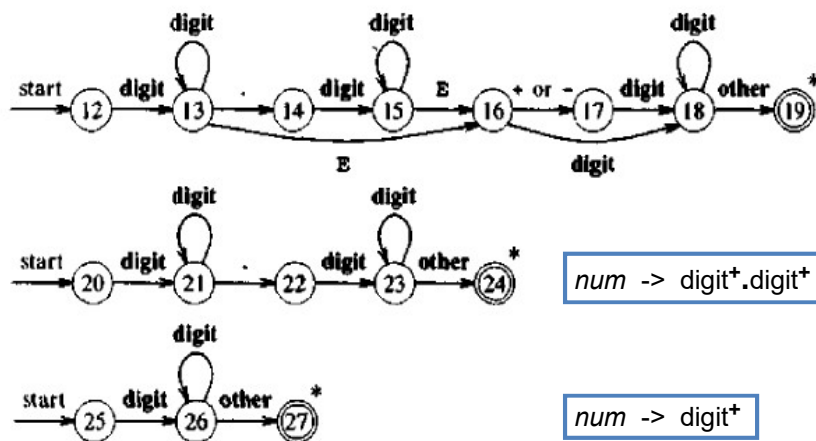 digit digit digit
start digit . digit E + or - digit other *
12 13 14 15 16 17 18 19
E digit
digit digit
start digit . digit other *
20 21 22 23 24
num -> digit+.digit+
digit
start digit other *
25 26 27
num -> digit+